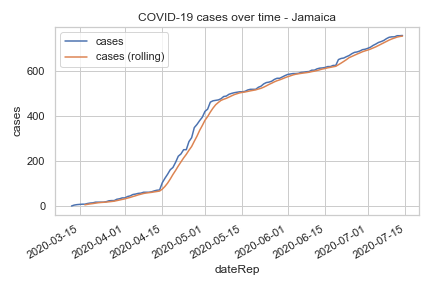 COVID-19 cases over time - Jamaica
cases
cases (rolling)
cases
600
400
200
0
2020-03-15
2020-04-01
2020-04-15
2020-05-01
2020-05-15
2020-06-01
2020-06-15
2020-07-01
2020-07-15
dateRep